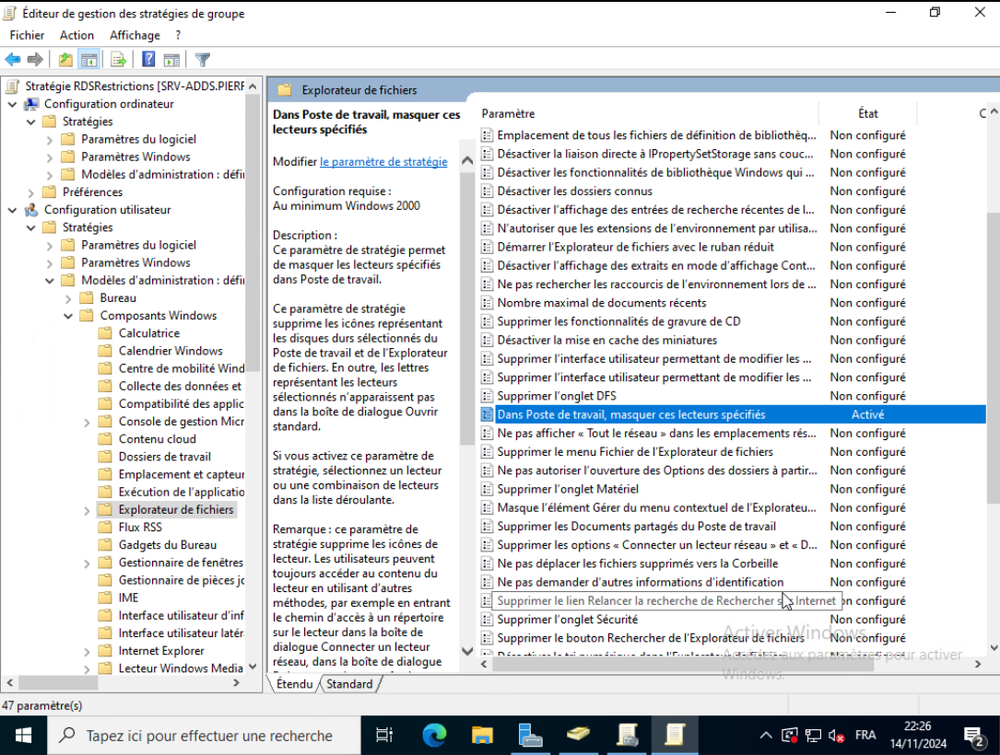 Éditeur de gestion des stratégies de groupe
Fichier Action Affichage ?
Stratégie RDSRestrictions [SRV-ADDS.PIERR
Configuration ordinateur
Stratégies
Paramètres du logiciel
Paramètres Windows
Modèles d'administration : défi
Préférences
Configuration utilisateur
Stratégies
Paramètres du logiciel
Paramètres Windows
Modèles d'administration : défi
Bureau
Composants Windows
Calculatrice
Calendrier Windows
Centre de mobilité Wind
Collecte des données et
Compatibilité des applic
Console de gestion Micr
Contenu cloud
Dossiers de travail
Emplacement et capteur
Exécution de l'applicatio
Explorateur de fichiers
Flux RSS
Gadgets du Bureau
Gestionnaire de fenêtres
Gestionnaire de pièces jo
IME
Interface utilisateur d'inf
Interface utilisateur latér
Internet Explorer
Lecteur Windows Media
Explorateur de fichiers
Dans Poste de travail, masquer ces
lecteurs spécifiés
Modifier le paramètre de stratégie
Configuration requise :
Au minimum Windows 2000
Description :
Ce paramètre de stratégie permet
de masquer les lecteurs spécifiés
dans Poste de travail.
Ce paramètre de stratégie
supprime les icônes représentant
les disques durs sélectionnés du
Poste de travail et de l'Explorateur
de fichiers. En outre, les lettres
représentant les lecteurs
sélectionnés n'apparaissent pas
dans la boîte de dialogue Ouvrir
standard.
Si vous activez ce paramètre de
stratégie, sélectionnez un lecteur
ou une combinaison de lecteurs
dans la liste déroulante.
Remarque : ce paramètre de
stratégie supprime les icônes de
lecteur. Les utilisateurs peuvent
toujours accéder au contenu du
lecteur en utilisant d'autres
méthodes, par exemple en entrant
le chemin d'accès à un répertoire
sur le lecteur dans la boîte de
dialogue Connecter un lecteur
réseau, dans la boîte de dialogue
Paramètre État C
Emplacement de tous les fichiers de définition de bibliothèq... Non configuré
Désactiver la liaison directe à IPropertySetStorage sans couc... Non configuré
Désactiver les fonctionnalités de bibliothèque Windows qui ... Non configuré
Désactiver les dossiers connus Non configuré
Désactiver l'affichage des entrées de recherche récentes de l... Non configuré
N'autoriser que les extensions de l'environnement par utilisa... Non configuré
Démarrer l'Explorateur de fichiers avec le ruban réduit Non configuré
Désactiver l'affichage des extraits en mode d'affichage Cont... Non configuré
Ne pas rechercher les raccourcis de l'environnement lors de ... Non configuré
Nombre maximal de documents récents Non configuré
Supprimer les fonctionnalités de gravure de CD Non configuré
Désactiver la mise en cache des miniatures Non configuré
Supprimer l'interface utilisateur permettant de modifier les ... Non configuré
Supprimer l'interface utilisateur permettant de modifier les ... Non configuré
Supprimer l'onglet DFS Non configuré
Dans Poste de travail, masquer ces lecteurs spécifiés Activé
Ne pas afficher « Tout le réseau » dans les emplacements rés... Non configuré
Supprimer le menu Fichier de l'Explorateur de fichiers Non configuré
Ne pas autoriser l'ouverture des Options des dossiers à partir... Non configuré
Supprimer l'onglet Matériel Non configuré
Masque l'élément Gérer du menu contextuel de l'Explorateu... Non configuré
Supprimer les Documents partagés du Poste de travail Non configuré
Supprimer les options « Connecter un lecteur réseau » et « D... Non configuré
Ne pas déplacer les fichiers supprimés vers la Corbeille Non configuré
Ne pas demander d'autres informations d'identification Non configuré
Supprimer le lien Relancer la recherche de Rechercher sur Internet configuré
Supprimer l'onglet Sécurité Non configuré
Supprimer le bouton Rechercher de l'Explorateur de fichiers Non configuré
Activer Windows
Accédez aux paramètres pour activer
Windows.
Étendu Standard
47 paramètre(s)
Tapez ici pour effectuer une recherche
FRA
22:26
14/11/2024
2